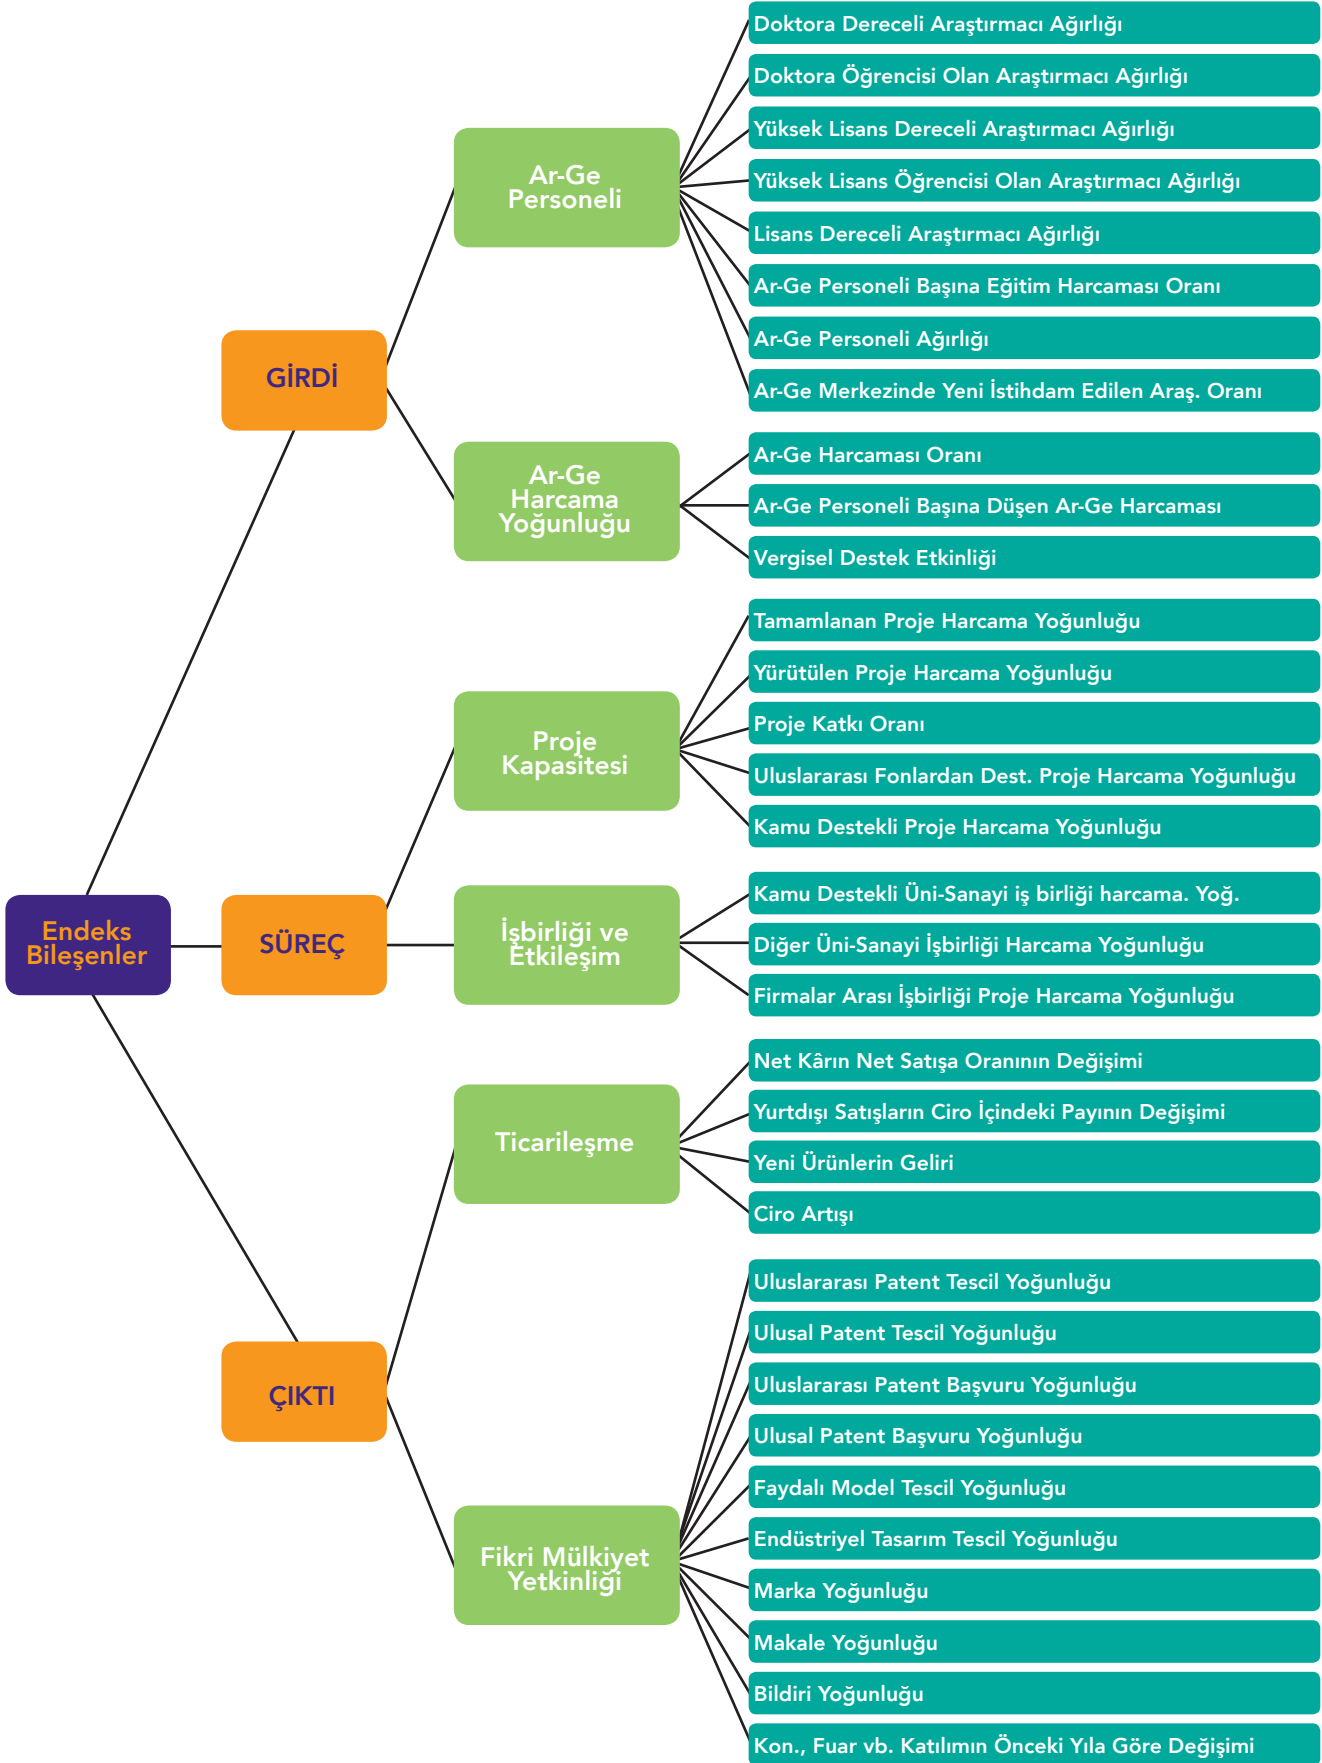 Endeks
Bileşenler
GİRDİ
Ar-Ge
Personeli
Doktora Dereceli Araştırmacı Ağırlığı
Doktora Öğrencisi Olan Araştırmacı Ağırlığı
Yüksek Lisans Dereceli Araştırmacı Ağırlığı
Yüksek Lisans Öğrencisi Olan Araştırmacı Ağırlığı
Lisans Dereceli Araştırmacı Ağırlığı
Ar-Ge Personeli Başına Eğitim Harcaması Oranı
Ar-Ge Personeli Ağırlığı
Ar-Ge Merkezinde Yeni İstihdam Edilen Araş. Oranı
Ar-Ge
Harcama
Yoğunluğu
Ar-Ge Harcaması Oranı
Ar-Ge Personeli Başına Düşen Ar-Ge Harcaması
Vergisel Destek Etkinliği
SÜREÇ
Proje
Kapasitesi
Tamamlanan Proje Harcama Yoğunluğu
Yürütülen Proje Harcama Yoğunluğu
Proje Katkı Oranı
Uluslararası Fonlardan Dest. Proje Harcama Yoğunluğu
Kamu Destekli Proje Harcama Yoğunluğu
İşbirliği ve
Etkileşim
Kamu Destekli Üni-Sanayi iş birliği harcama. Yoğ.
Diğer Üni-Sanayi İşbirliği Harcama Yoğunluğu
Firmalar Arası İşbirliği Proje Harcama Yoğunluğu
ÇIKTI
Ticarileşme
Net Kârın Net Satışa Oranının Değişimi
Yurtdışı Satışların Ciro İçindeki Payının Değişimi
Yeni Ürünlerin Geliri
Ciro Artışı
Fikri Mülkiyet
Yetkinliği
Uluslararası Patent Tescil Yoğunluğu
Ulusal Patent Tescil Yoğunluğu
Uluslararası Patent Başvuru Yoğunluğu
Ulusal Patent Başvuru Yoğunluğu
Faydalı Model Tescil Yoğunluğu
Endüstriyel Tasarım Tescil Yoğunluğu
Marka Yoğunluğu
Makale Yoğunluğu
Bildiri Yoğunluğu
Kon., Fuar vb. Katılımın Önceki Yıla Göre Değişimi